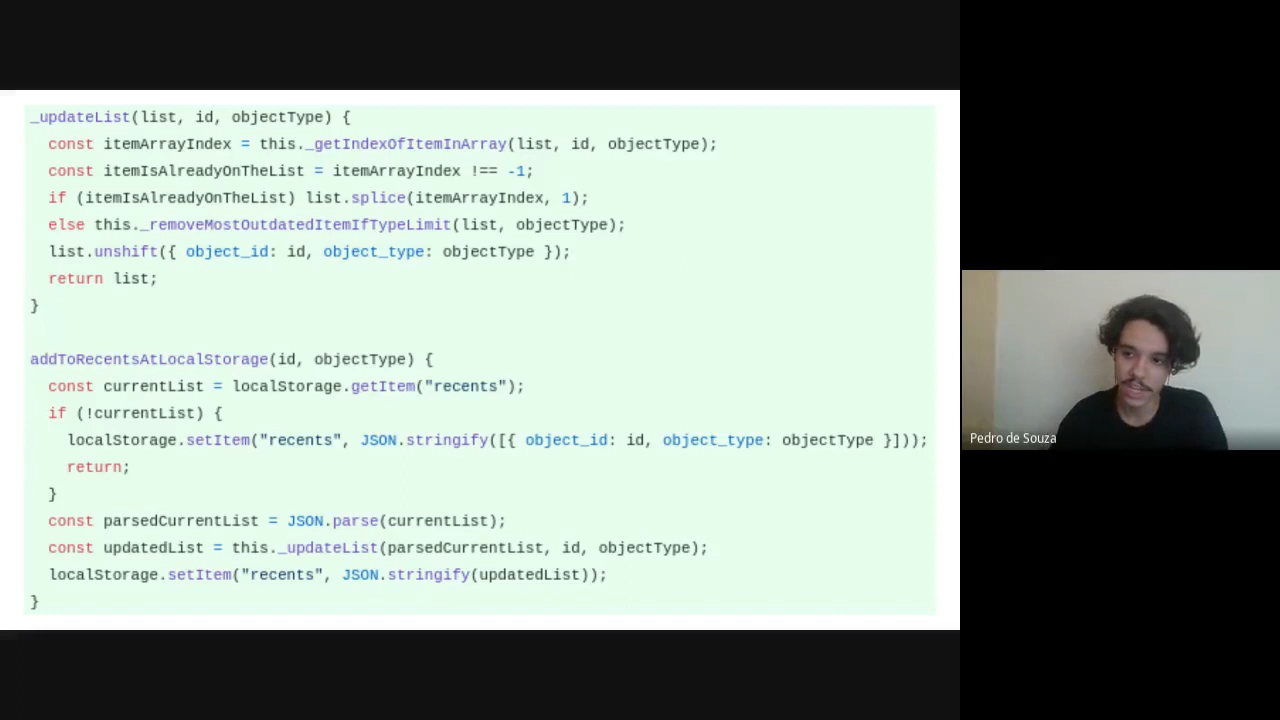 _updateList(list, id, objectType) {
const itemArrayIndex = this._getIndexOfItemInArray(list, id, objectType);
const itemIsAlreadyOnTheList = itemArrayIndex !== -1;
if (itemIsAlreadyOnTheList) list.splice(itemArrayIndex, 1);
else this._removeMostOutdatedItemIfTypeLimit(list, objectType);
list.unshift({ object_id: id, object_type: objectType });
return list;
}
addToRecentsAtLocalStorage(id, objectType) {
const currentList = localStorage.getItem("recents");
if (!currentList) {
localStorage.setItem("recents", JSON.stringify([{ object_id: id, object_type: objectType }]));
return;
}
const parsedCurrentList = JSON.parse(currentList);
const updatedList = this._updateList(parsedCurrentList, id, objectType);
localStorage.setItem("recents", JSON.stringify(updatedList));
}
Pedro de Souza